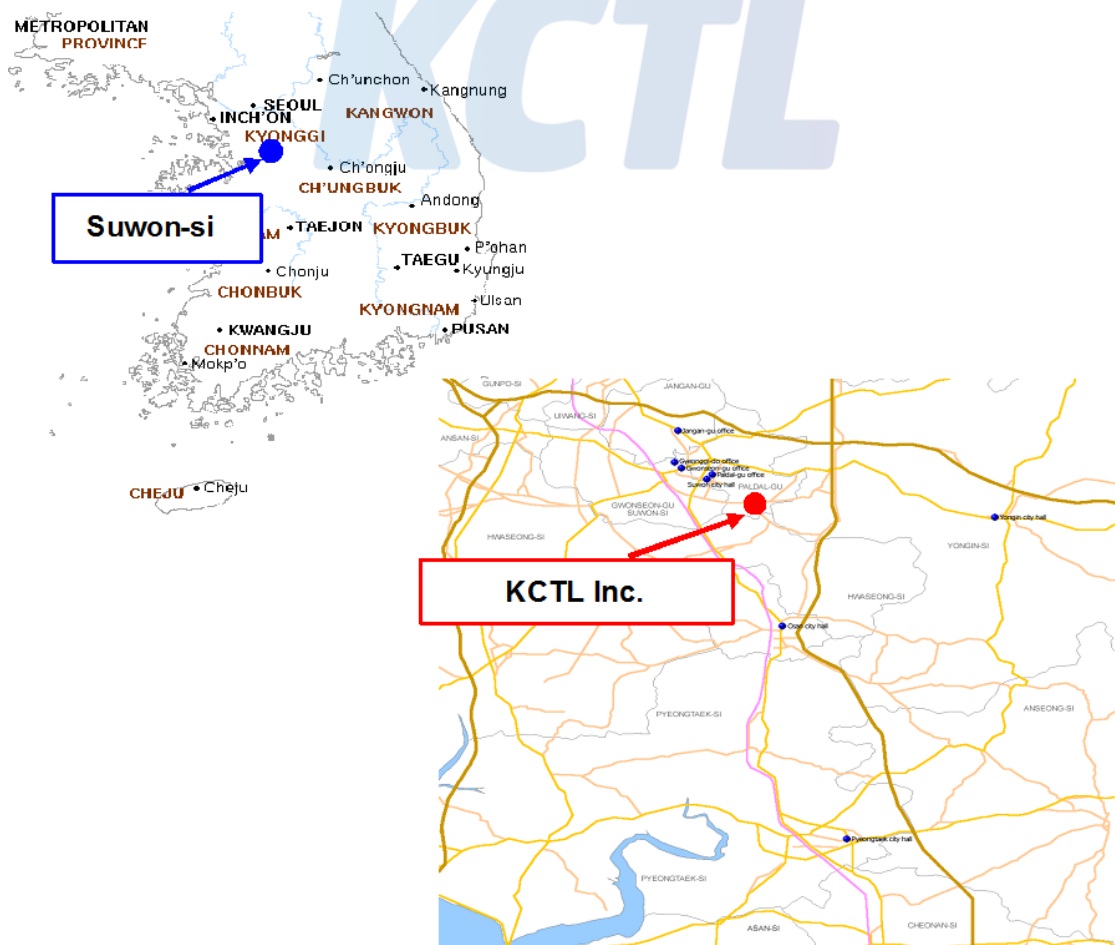 KCTL
METROPOLITAN
PROVINCE
Ch'unchon
Kangnung
SEOUL
INCH'ON
KANGWON
KYONGGI
Ch'ongju
CH'UNGBUK
Andong
Suwon-si
AM
TAEJON
KYONGBUK
P'ohan
TAEGU
Kyungju
Chonju
CHONBUK
Ulsan
KYONGNAM
KWANGJU
PUSAN
CHONNAM
Mokp'o
CHEJU
Cheju
GUNPO-SI
JANGAN-GU
UIWANG-SI
ANSAN-SI
Jangan-gu office
Gyeonggi-do office
Gwonseon-gu office
Paldal-gu office
Suwon city hall
PALDAL-GU
GWONSEON-GU
SUWON-SI
Yongin city hall
HWASEONG-SI
YONGIN-SI
KCTL Inc.
HWASEONG-SI
Osan city hall
PYEONGTAEK-SI
ANSEONG-SI
Pyeongtaek city hall
PYEONGTAEK-SI
ASAN-SI
CHEONAN-SI